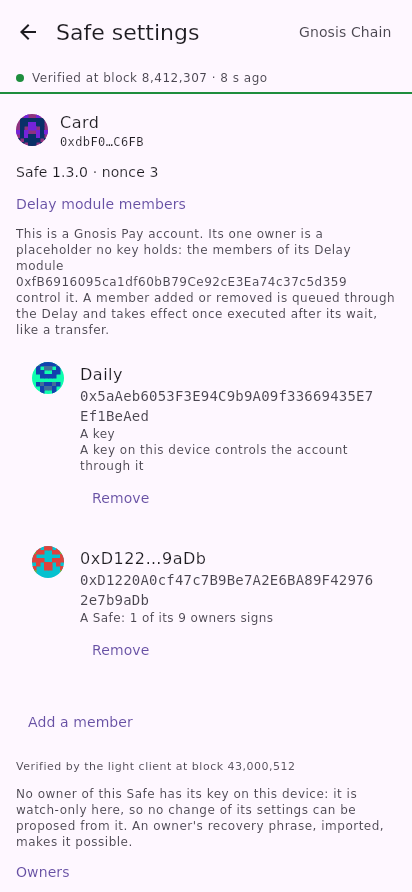 Safe settings
Gnosis Chain
Verified at block 8,412,307 · 8 s ago
Card
0xdbF0…C6FB
Safe 1.3.0 · nonce 3
Delay module members
This is a Gnosis Pay account. Its one owner is a
placeholder no key holds: the members of its Delay
module
0xfB6916095ca1df60bB79Ce92cE3Ea74c37c5d359
control it. A member added or removed is queued through
the Delay and takes effect once executed after its wait,
like a transfer.
Daily
0x5aAeb6053F3E94C9b9A09f33669435E7
Ef1BeAed
A key
A key on this device controls the account
through it
Remove
0xD122…9aDb
0xD1220A0cf47c7B9Be7A2E6BA89F42976
2e7b9aDb
A Safe: 1 of its 9 owners signs
Remove
Add a member
Verified by the light client at block 43,000,512
No owner of this Safe has its key on this device: it is
watch-only here, so no change of its settings can be
proposed from it. An owner's recovery phrase, imported,
makes it possible.
Owners